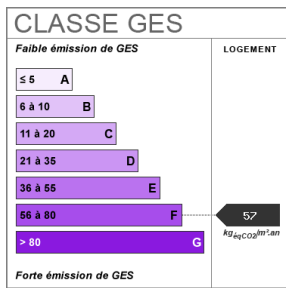 CLASSE GES
Faible émission de GES
LOGEMENT
≤ 5 A
6 à 10 B
11 à 20 C
21 à 35 D
36 à 55 E
56 à 80 F
57
kgéqCO2/m².an
> 80 G
Forte émission de GES